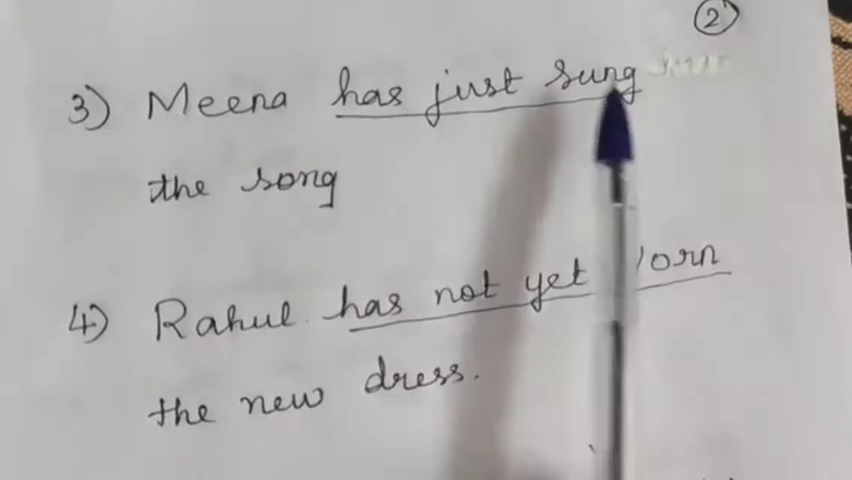 2
3) Meena has just sung
the song
4) Rahul has not yet
the new dress.